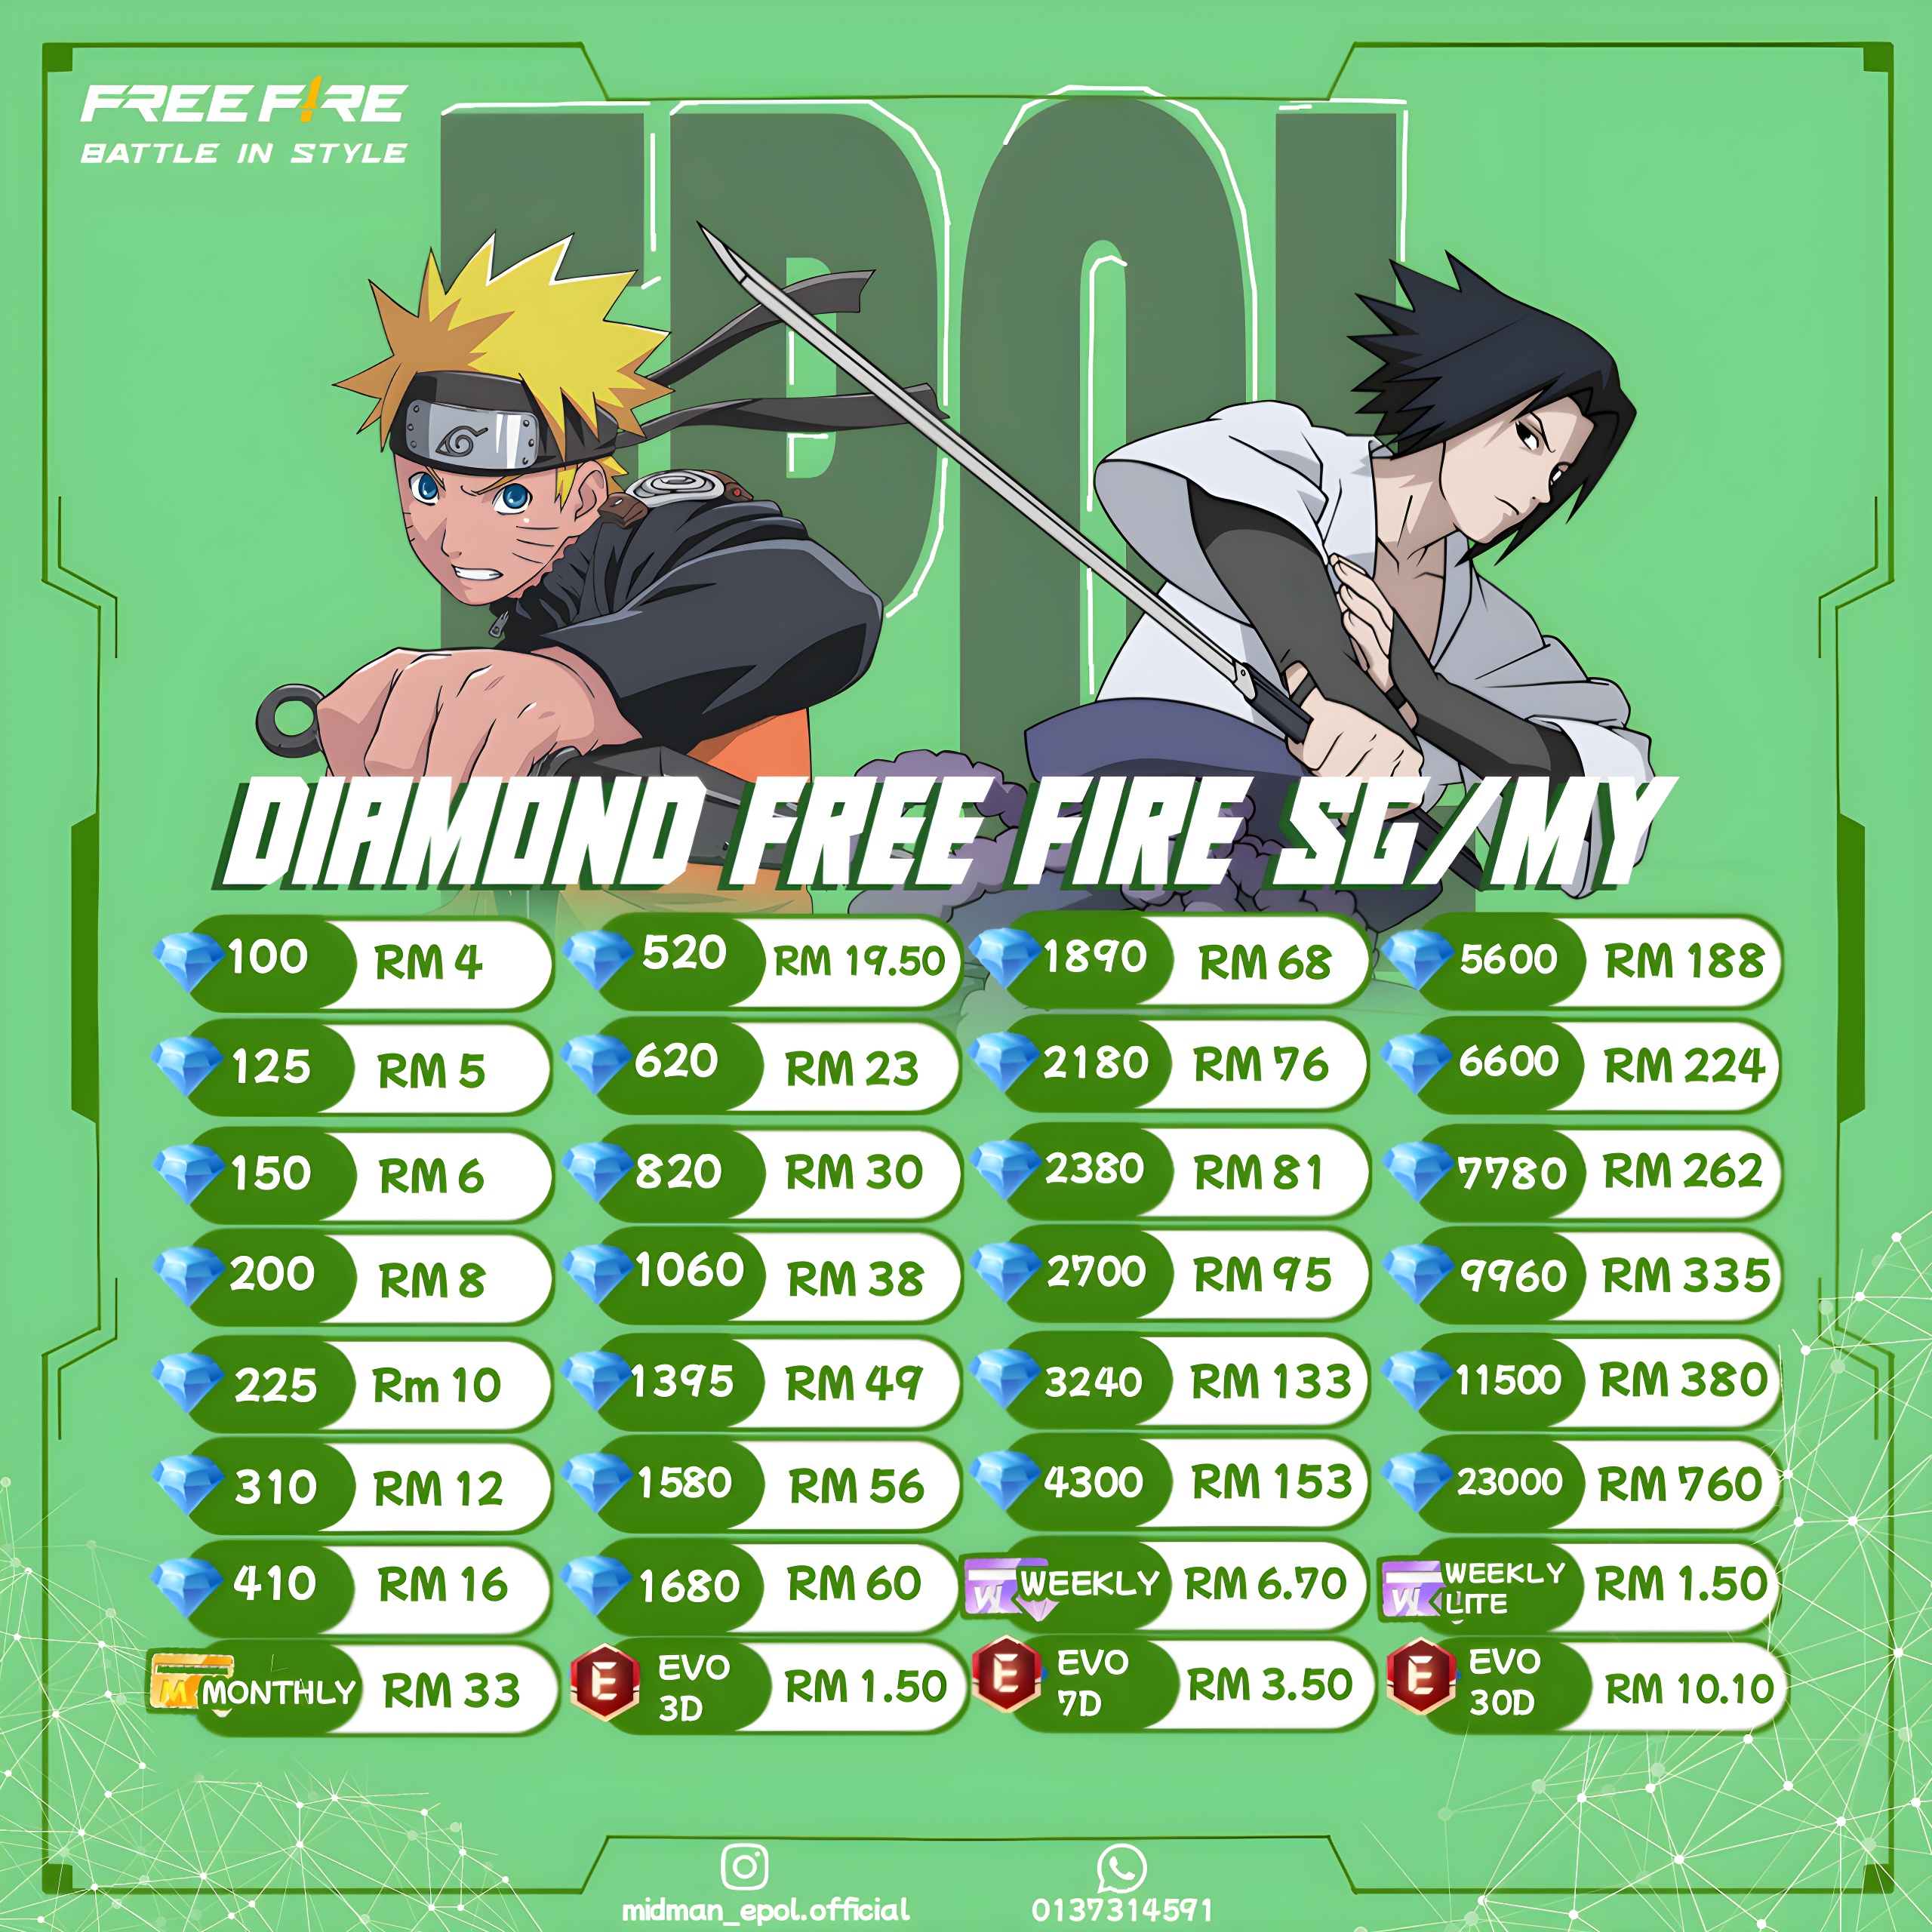 FREE FIRE
BATTLE IN STYLE
EPOL
DIAMOND FREE FIRE SG/MY
100 RM 4 520 RM 19.50 1890 RM 68 5600 RM 188
125 RM 5 620 RM 23 2180 RM 76 6600 RM 224
150 RM 6 820 RM 30 2380 RM 81 7780 RM 262
200 RM 8 1060 RM 38 2700 RM 95 9960 RM 335
225 Rm 10 1395 RM 49 3240 RM 133 11500 RM 380
310 RM 12 1580 RM 56 4300 RM 153 23000 RM 760
410 RM 16 1680 RM 60 W WEEKLY RM 6.70 WL WEEKLY LITE RM 1.50
M MONTHLY RM 33 E EVO 3D RM 1.50 E EVO 7D RM 3.50 E EVO 30D RM 10.10
midman_epol.official 0137314591